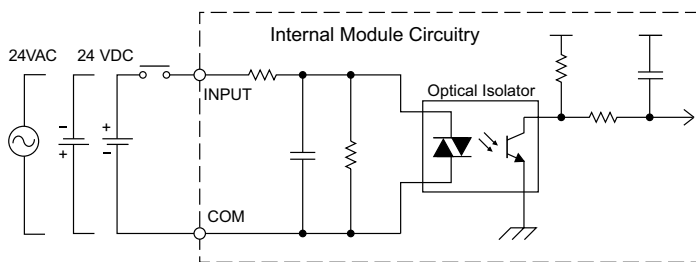 Internal Module Circuitry
24VAC 24 VDC
INPUT
Optical Isolator
−
+
+
−
COM